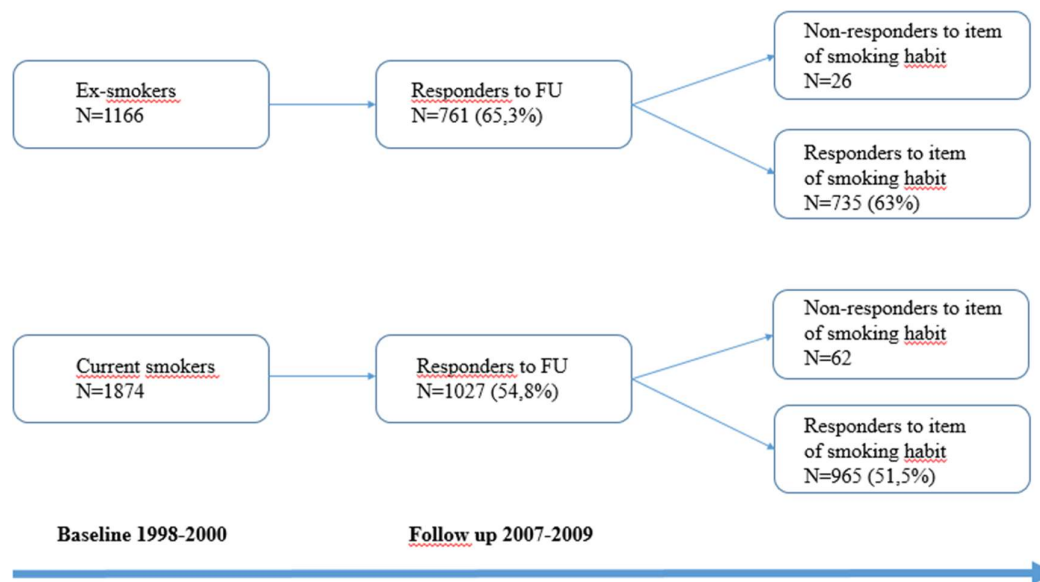 Ex-smokers
N=1166
Responders to FU
N=761 (65,3%)
Non-responders to item
of smoking habit
N=26
Responders to item
of smoking habit
N=735 (63%)
Current smokers
N=1874
Responders to FU
N=1027 (54,8%)
Non-responders to item
of smoking habit
N=62
Responders to item
of smoking habit
N=965 (51,5%)
Baseline 1998-2000
Follow up 2007-2009